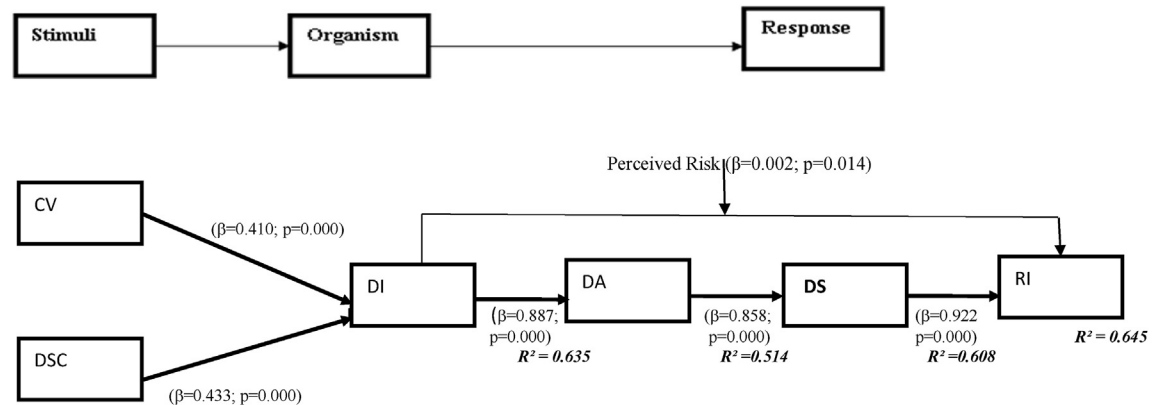 Stimuli
Organism
Response
Perceived Risk (β=0.002; p=0.014)
CV
(β=0.410; p=0.000)
DI
DA
DS
RI
(β=0.887;
p=0.000)
R² = 0.635
(β=0.858;
p=0.000)
R² = 0.514
(β=0.922
p=0.000)
R² = 0.608
R² = 0.645
DSC
(β=0.433; p=0.000)